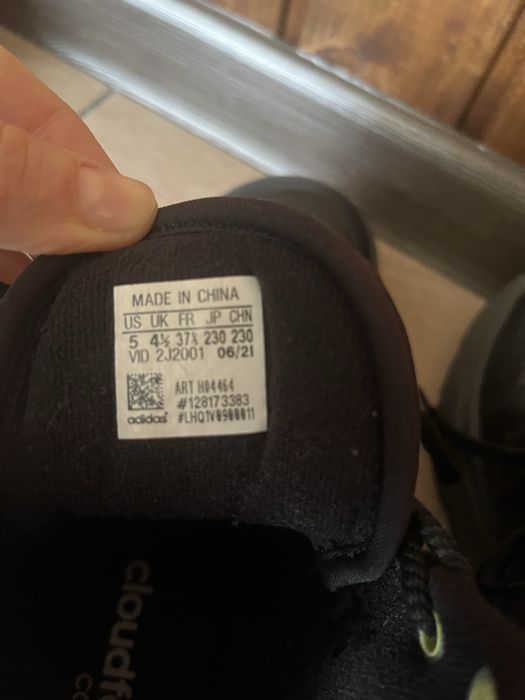 MADE IN CHINA
US UK FR JP CHN
5 4½ 37⅓ 230 230
VID 2J2001 06/21
ART H04464
#128173383
adidas
cloudf
co